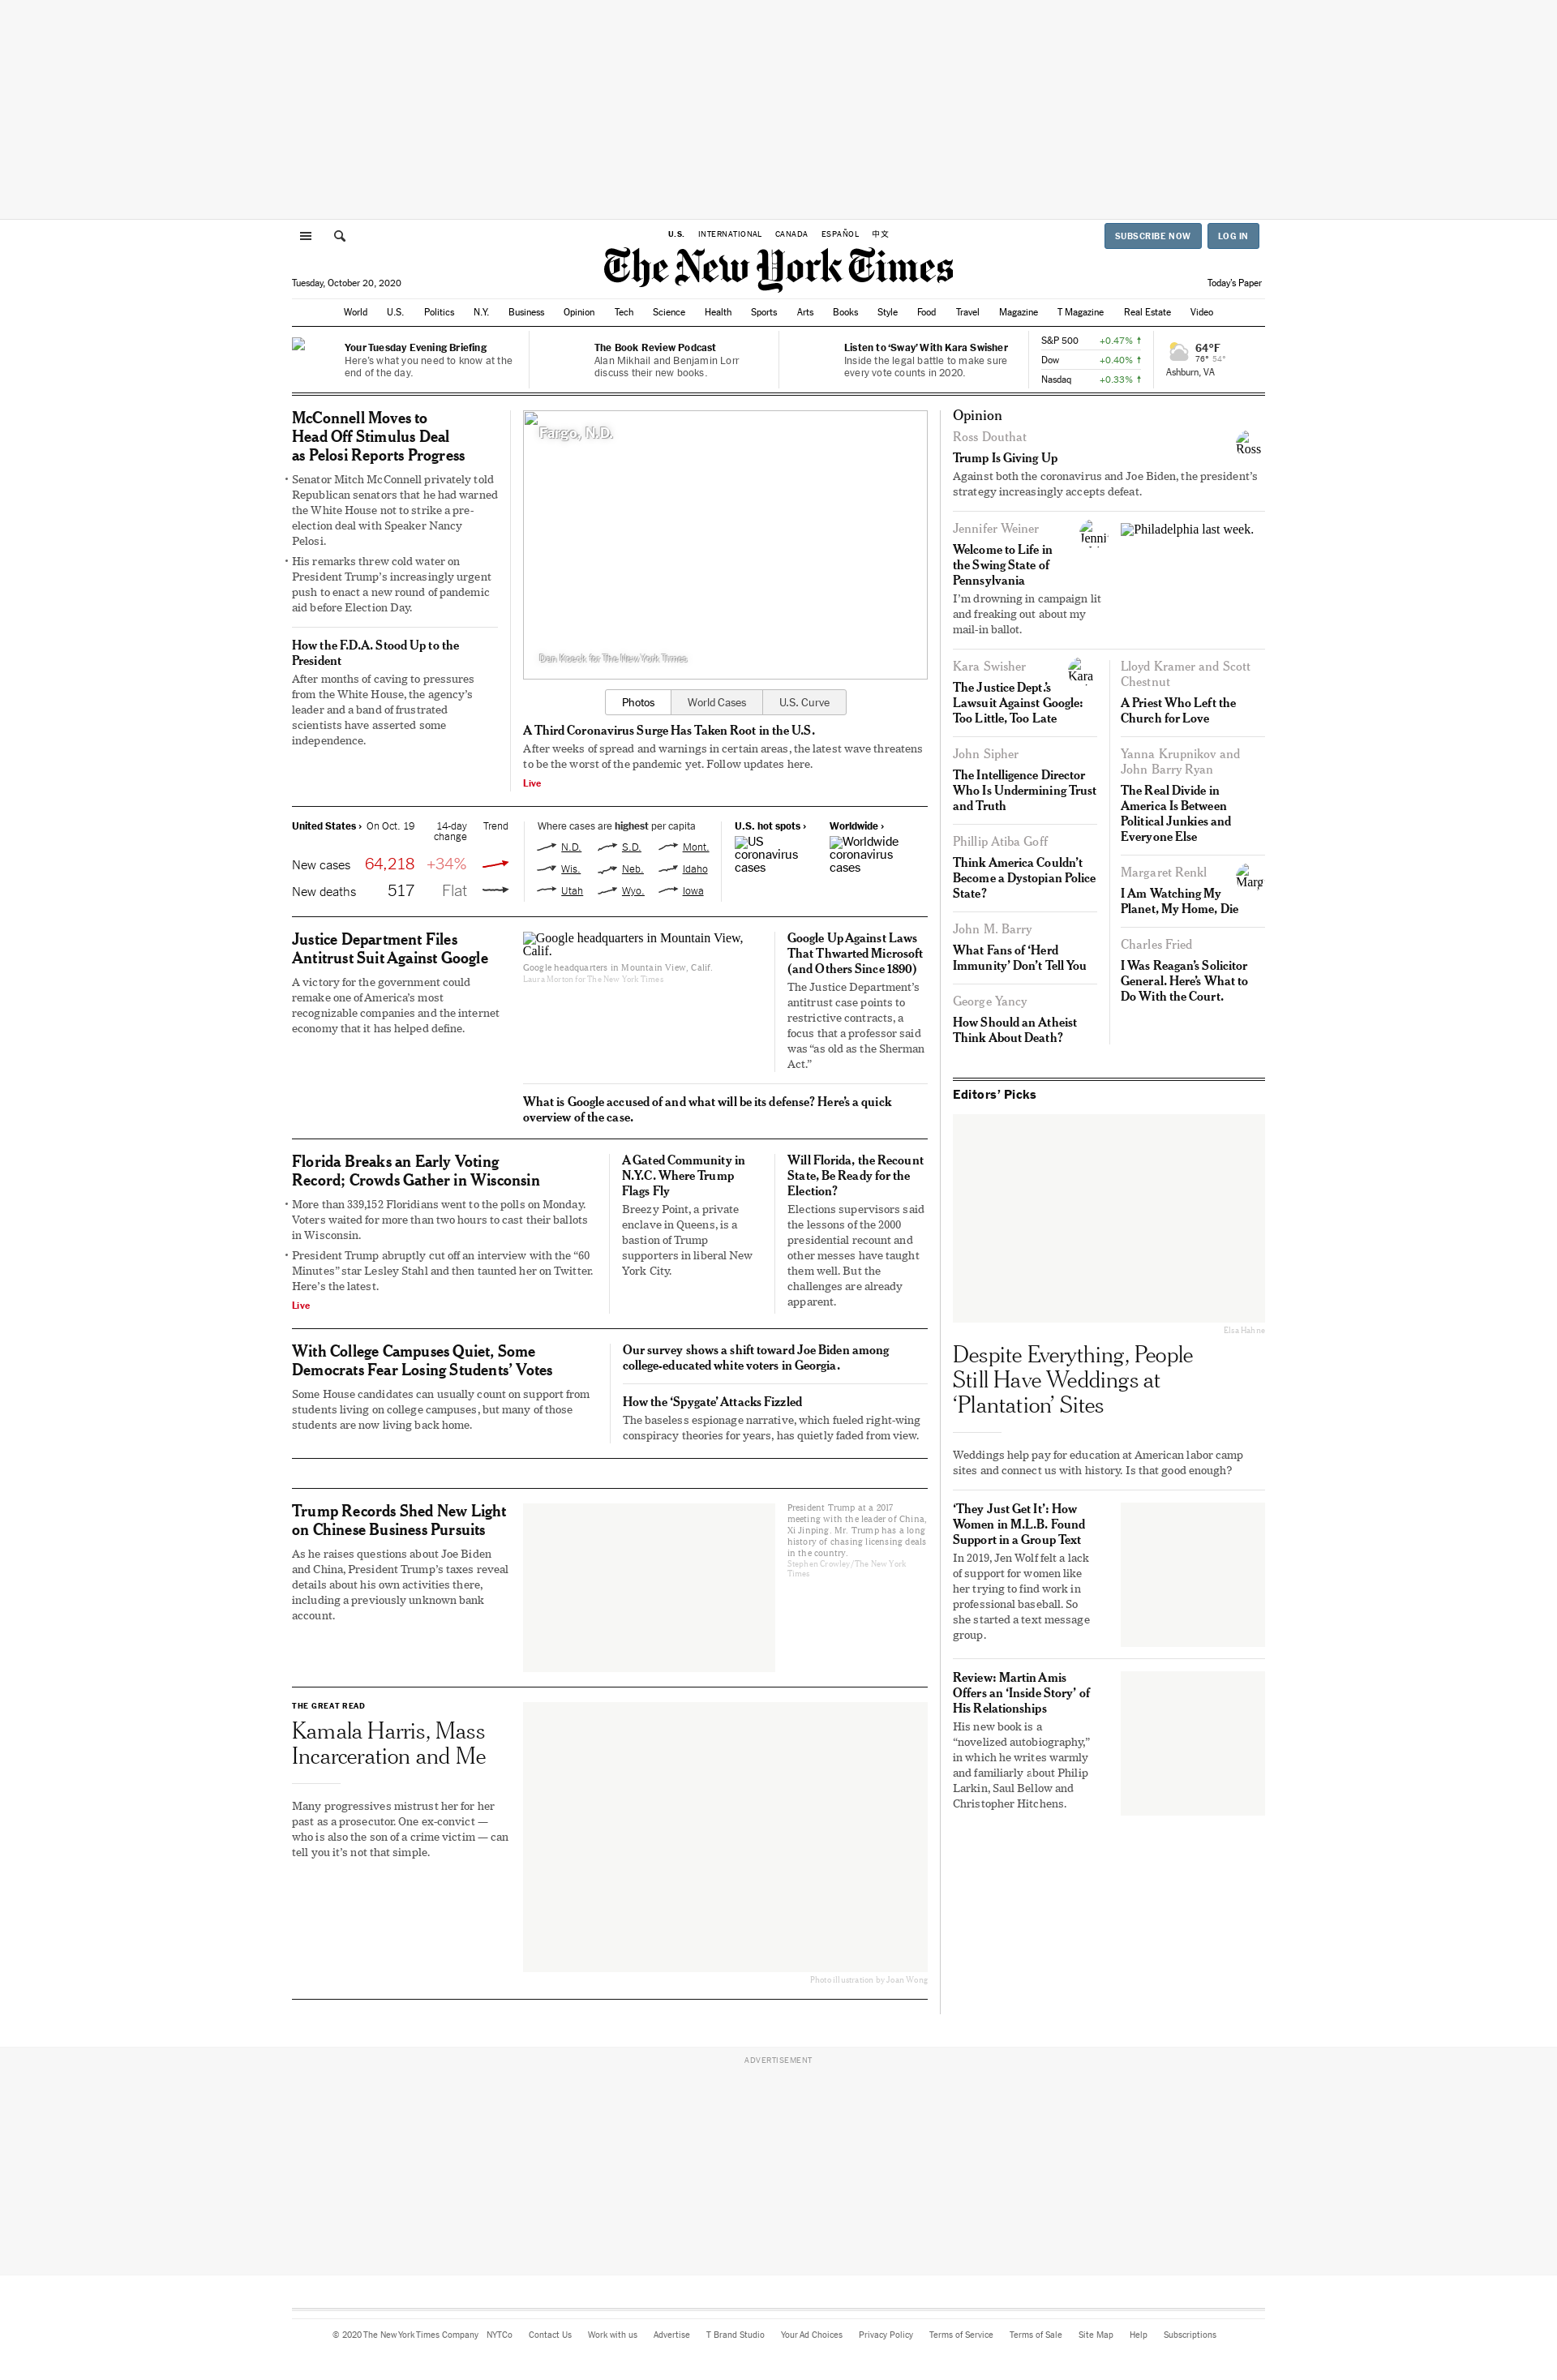 U.S. INTERNATIONAL CANADA ESPAÑOL 中文
SUBSCRIBE NOW LOG IN
The New York Times
Tuesday, October 20, 2020
Today's Paper
World U.S. Politics N.Y. Business Opinion Tech Science Health Sports Arts Books Style Food Travel Magazine T Magazine Real Estate Video
Your Tuesday Evening Briefing
Here's what you need to know at the
end of the day.
The Book Review Podcast
Alan Mikhail and Benjamin Lorr
discuss their new books.
Listen to ‘Sway’ With Kara Swisher
Inside the legal battle to make sure
every vote counts in 2020.
S&P 500 +0.47%
Dow +0.40%
Nasdaq +0.33%
64°F
76° 54°
Ashburn, VA
McConnell Moves to
Head Off Stimulus Deal
as Pelosi Reports Progress
• Senator Mitch McConnell privately told
Republican senators that he had warned
the White House not to strike a pre-
election deal with Speaker Nancy
Pelosi.
• His remarks threw cold water on
President Trump’s increasingly urgent
push to enact a new round of pandemic
aid before Election Day.
How the F.D.A. Stood Up to the
President
After months of caving to pressures
from the White House, the agency’s
leader and a band of frustrated
scientists have asserted some
independence.
Fargo, N.D.
Dan Koeck for The New York Times
Photos World Cases U.S. Curve
A Third Coronavirus Surge Has Taken Root in the U.S.
After weeks of spread and warnings in certain areas, the latest wave threatens
to be the worst of the pandemic yet. Follow updates here.
Live
United States › On Oct. 19 14-day
change Trend
New cases 64,218 +34%
New deaths 517 Flat
Where cases are highest per capita
N.D. S.D. Mont.
Wis. Neb. Idaho
Utah Wyo. Iowa
U.S. hot spots ›
US
coronavirus
cases
Worldwide ›
Worldwide
coronavirus
cases
Justice Department Files
Antitrust Suit Against Google
A victory for the government could
remake one of America’s most
recognizable companies and the internet
economy that it has helped define.
Google headquarters in Mountain View,
Calif.
Google headquarters in Mountain View, Calif.
Laura Morton for The New York Times
Google Up Against Laws
That Thwarted Microsoft
(and Others Since 1890)
The Justice Department’s
antitrust case points to
restrictive contracts, a
focus that a professor said
was “as old as the Sherman
Act.”
What is Google accused of and what will be its defense? Here’s a quick
overview of the case.
Florida Breaks an Early Voting
Record; Crowds Gather in Wisconsin
• More than 339,152 Floridians went to the polls on Monday.
Voters waited for more than two hours to cast their ballots
in Wisconsin.
• President Trump abruptly cut off an interview with the “60
Minutes” star Lesley Stahl and then taunted her on Twitter.
Here’s the latest.
Live
A Gated Community in
N.Y.C. Where Trump
Flags Fly
Breezy Point, a private
enclave in Queens, is a
bastion of Trump
supporters in liberal New
York City.
Will Florida, the Recount
State, Be Ready for the
Election?
Elections supervisors said
the lessons of the 2000
presidential recount and
other messes have taught
them well. But the
challenges are already
apparent.
With College Campuses Quiet, Some
Democrats Fear Losing Students’ Votes
Some House candidates can usually count on support from
students living on college campuses, but many of those
students are now living back home.
Our survey shows a shift toward Joe Biden among
college-educated white voters in Georgia.
How the ‘Spygate’ Attacks Fizzled
The baseless espionage narrative, which fueled right-wing
conspiracy theories for years, has quietly faded from view.
Trump Records Shed New Light
on Chinese Business Pursuits
As he raises questions about Joe Biden
and China, President Trump’s taxes reveal
details about his own activities there,
including a previously unknown bank
account.
President Trump at a 2017
meeting with the leader of China,
Xi Jinping. Mr. Trump has a long
history of chasing licensing deals
in the country.
Stephen Crowley/The New York
Times
THE GREAT READ
Kamala Harris, Mass
Incarceration and Me
Many progressives mistrust her for her
past as a prosecutor. One ex-convict —
who is also the son of a crime victim — can
tell you it’s not that simple.
Photo illustration by Joan Wong
Opinion
Ross Douthat
Ross
Trump Is Giving Up
Against both the coronavirus and Joe Biden, the president’s
strategy increasingly accepts defeat.
Jennifer Weiner
Welcome to Life in
the Swing State of
Pennsylvania
I’m drowning in campaign lit
and freaking out about my
mail-in ballot.
Philadelphia last week.
Kara Swisher
Kara
The Justice Dept.’s
Lawsuit Against Google:
Too Little, Too Late
John Sipher
The Intelligence Director
Who Is Undermining Trust
and Truth
Phillip Atiba Goff
Think America Couldn’t
Become a Dystopian Police
State?
John M. Barry
What Fans of ‘Herd
Immunity’ Don’t Tell You
George Yancy
How Should an Atheist
Think About Death?
Lloyd Kramer and Scott
Chestnut
A Priest Who Left the
Church for Love
Yanna Krupnikov and
John Barry Ryan
The Real Divide in
America Is Between
Political Junkies and
Everyone Else
Margaret Renkl
I Am Watching My
Planet, My Home, Die
Charles Fried
I Was Reagan’s Solicitor
General. Here’s What to
Do With the Court.
Editors’ Picks
Elsa Hahne
Despite Everything, People
Still Have Weddings at
‘Plantation’ Sites
Weddings help pay for education at American labor camp
sites and connect us with history. Is that good enough?
‘They Just Get It’: How
Women in M.L.B. Found
Support in a Group Text
In 2019, Jen Wolf felt a lack
of support for women like
her trying to find work in
professional baseball. So
she started a text message
group.
Review: Martin Amis
Offers an ‘Inside Story’ of
His Relationships
His new book is a
“novelized autobiography,”
in which he writes warmly
and familiarly about Philip
Larkin, Saul Bellow and
Christopher Hitchens.
ADVERTISEMENT
© 2020 The New York Times Company NYTCo Contact Us Work with us Advertise T Brand Studio Your Ad Choices Privacy Policy Terms of Service Terms of Sale Site Map Help Subscriptions